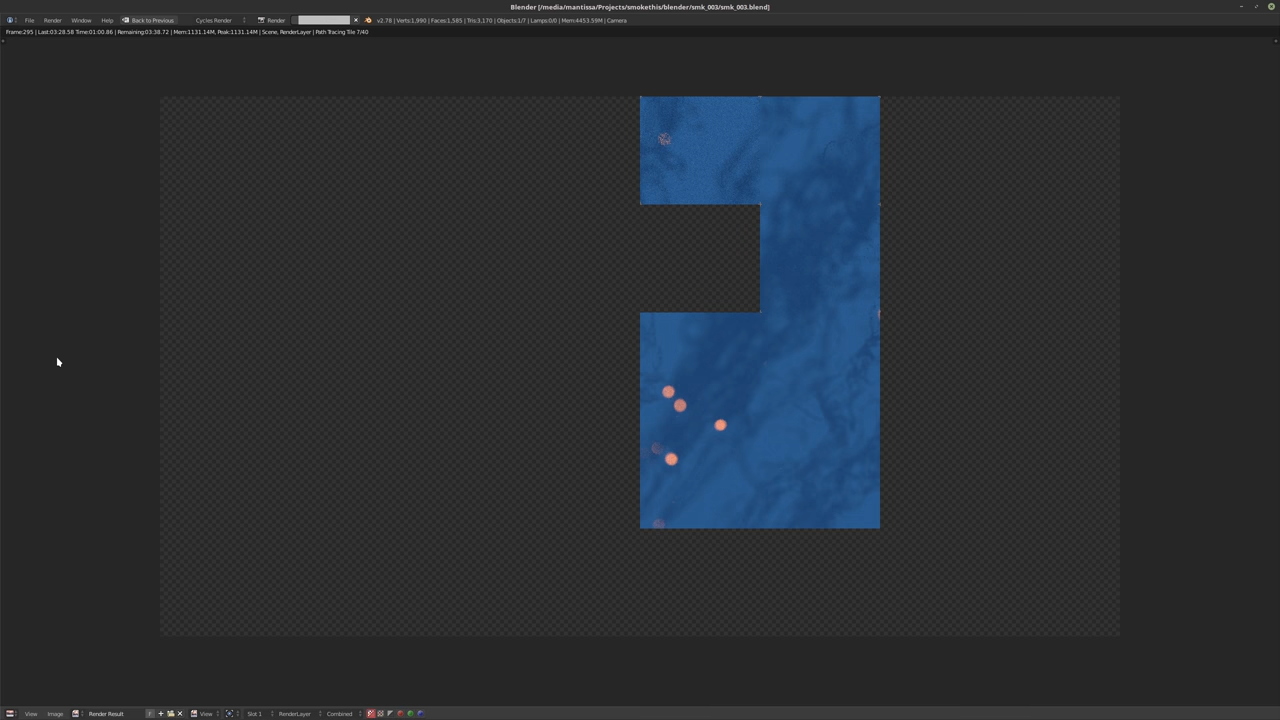 Blender [/media/mantissa/Projects/smokethis/blender/smk_003/smk_003.blend]
File Render Window Help Back to Previous Cycles Render Render v2.78 | Verts:1,990 | Faces:1,585 | Tris:3,170 | Objects:1/7 | Lamps:0/0 | Mem:4453.59M | Camera
Frame:295 | Last:03:28.58 Time:01:00.86 | Remaining:03:38.72 | Mem:1131.14M, Peak:1131.14M | Scene, RenderLayer | Path Tracing Tile 7/40
View Image Render Result F View Slot 1 RenderLayer Combined